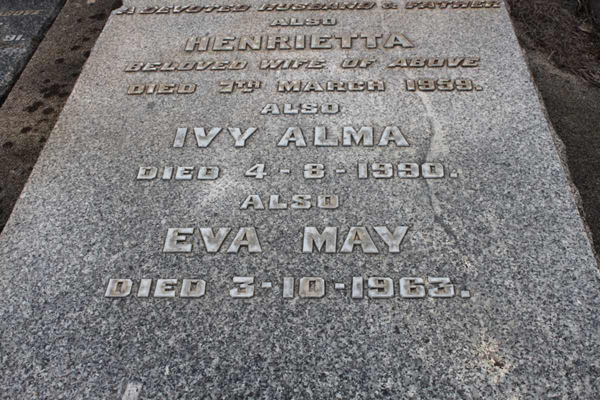 A DEVOTED HUSBAND & FATHER
ALSO
HENRIETTA
BELOVED WIFE OF ABOVE
DIED 7TH MARCH 1959.
ALSO
IVY ALMA
DIED 4-8-1990.
ALSO
EVA MAY
DIED 3-10-1963.